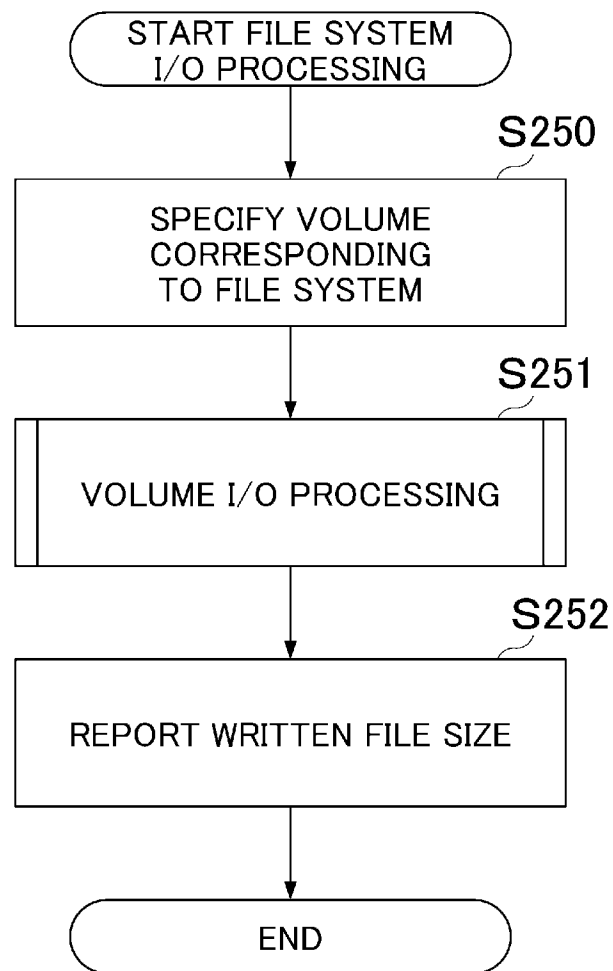 START FILE SYSTEM
I/O PROCESSING
S250
SPECIFY VOLUME
CORRESPONDING
TO FILE SYSTEM
S251
VOLUME I/O PROCESSING
S252
REPORT WRITTEN FILE SIZE
END